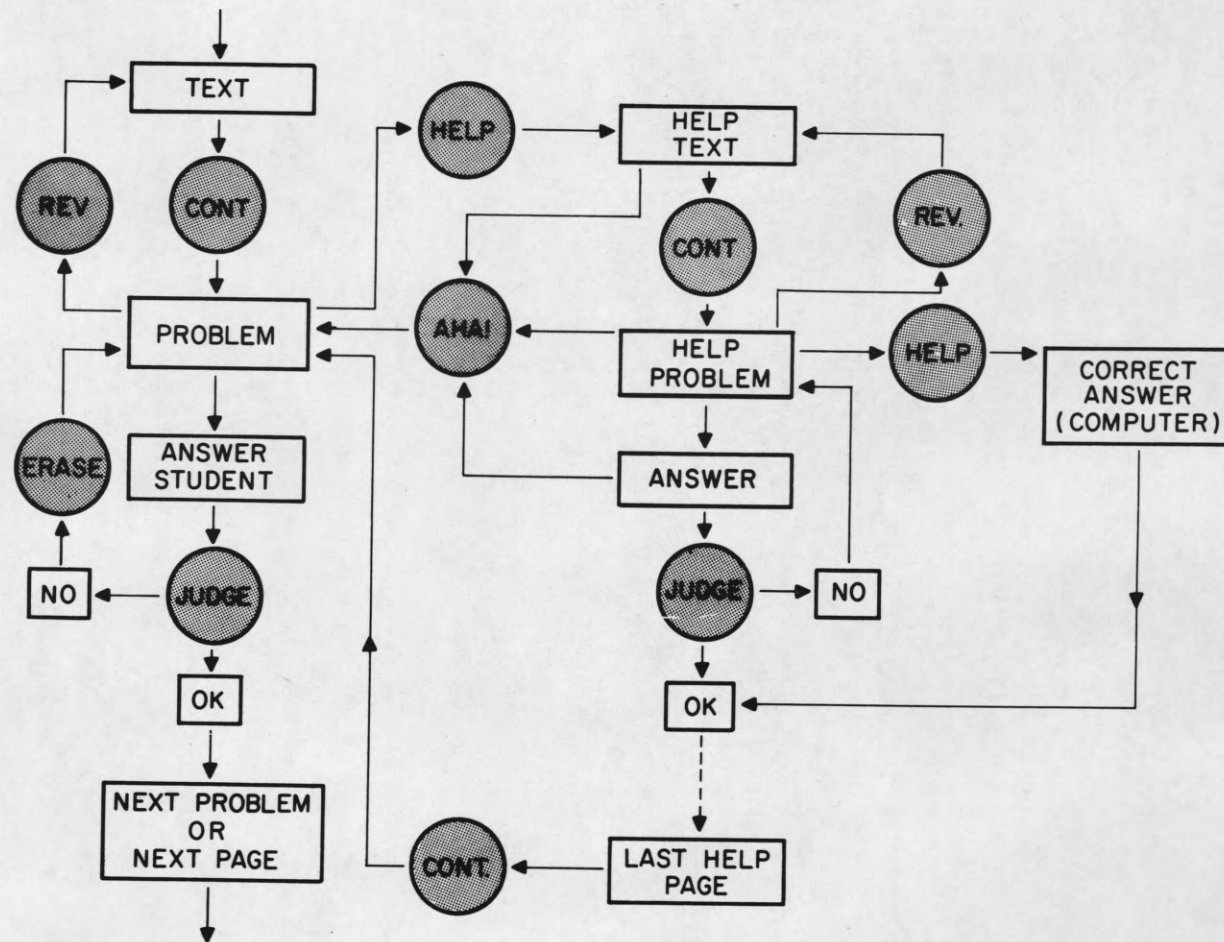 TEXT
REV
CONT
PROBLEM
ERASE
ANSWER
STUDENT
NO
JUDGE
OK
NEXT PROBLEM
OR
NEXT PAGE
HELP
HELP
TEXT
CONT
REV.
AHA!
HELP
PROBLEM
HELP
CORRECT
ANSWER
(COMPUTER)
ANSWER
JUDGE
NO
OK
LAST HELP
PAGE
CONT.